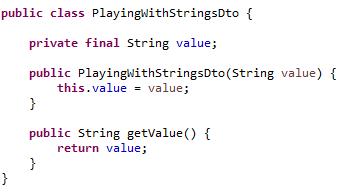 public class PlayingWithStringsDto {
private final String value;
public PlayingWithStringsDto(String value) {
this.value = value;
}
public String getValue() {
return value;
}
}